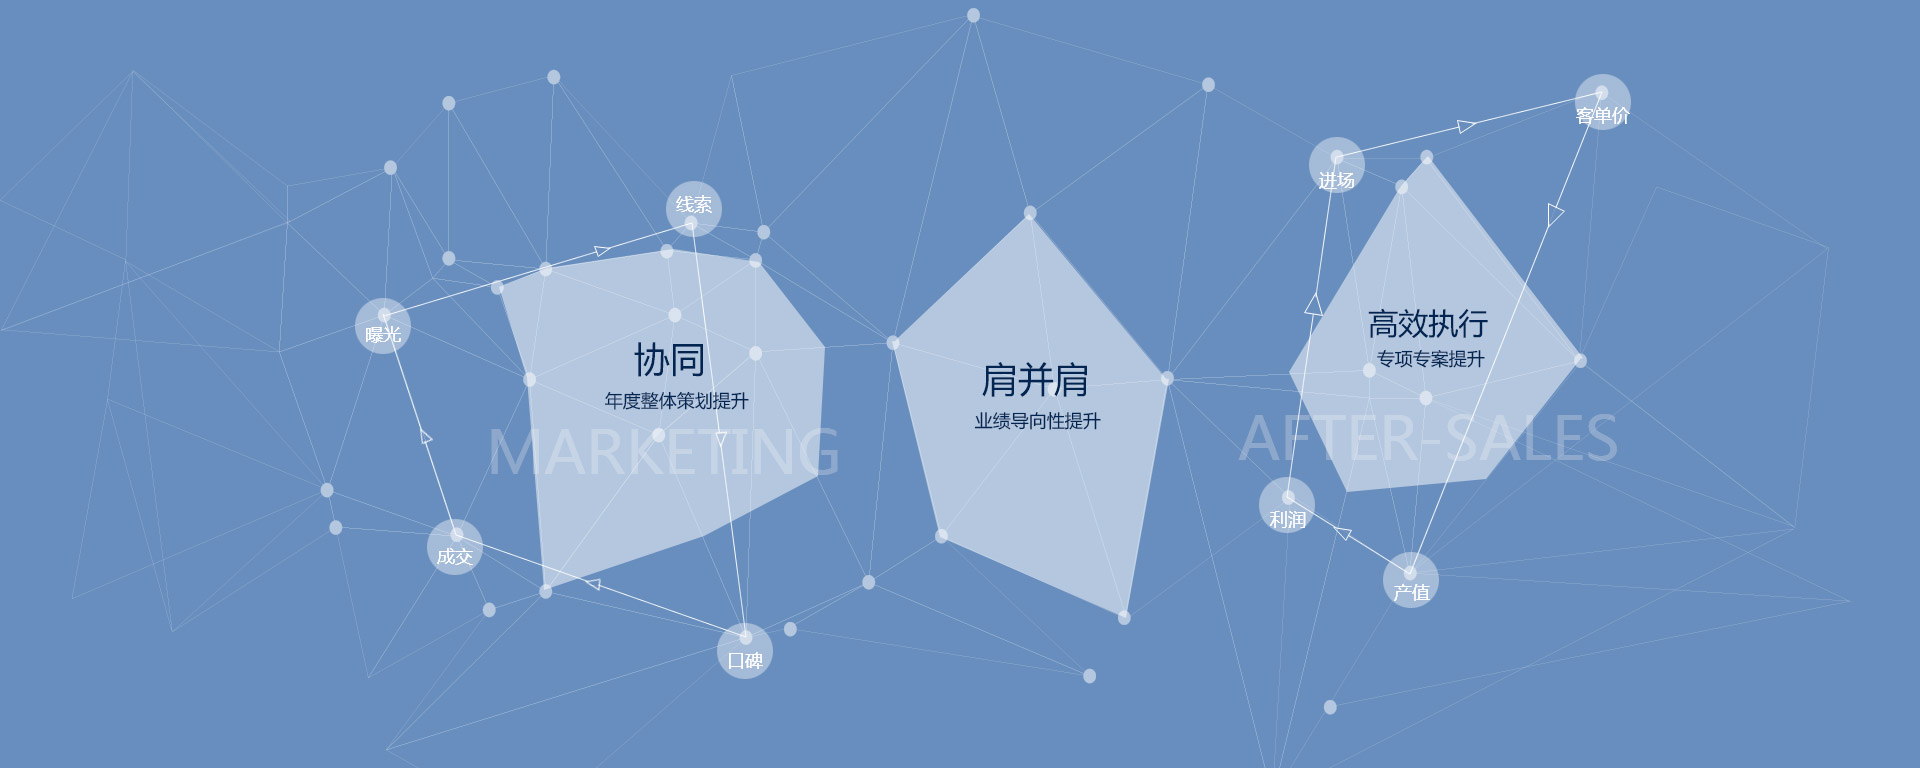 客单价
进场
线索
曝光
协同
年度整体策划提升
MARKETING
肩并肩
业绩导向性提升
高效执行
专项专案提升
AFTER-SALES
成交
口碑
利润
产值